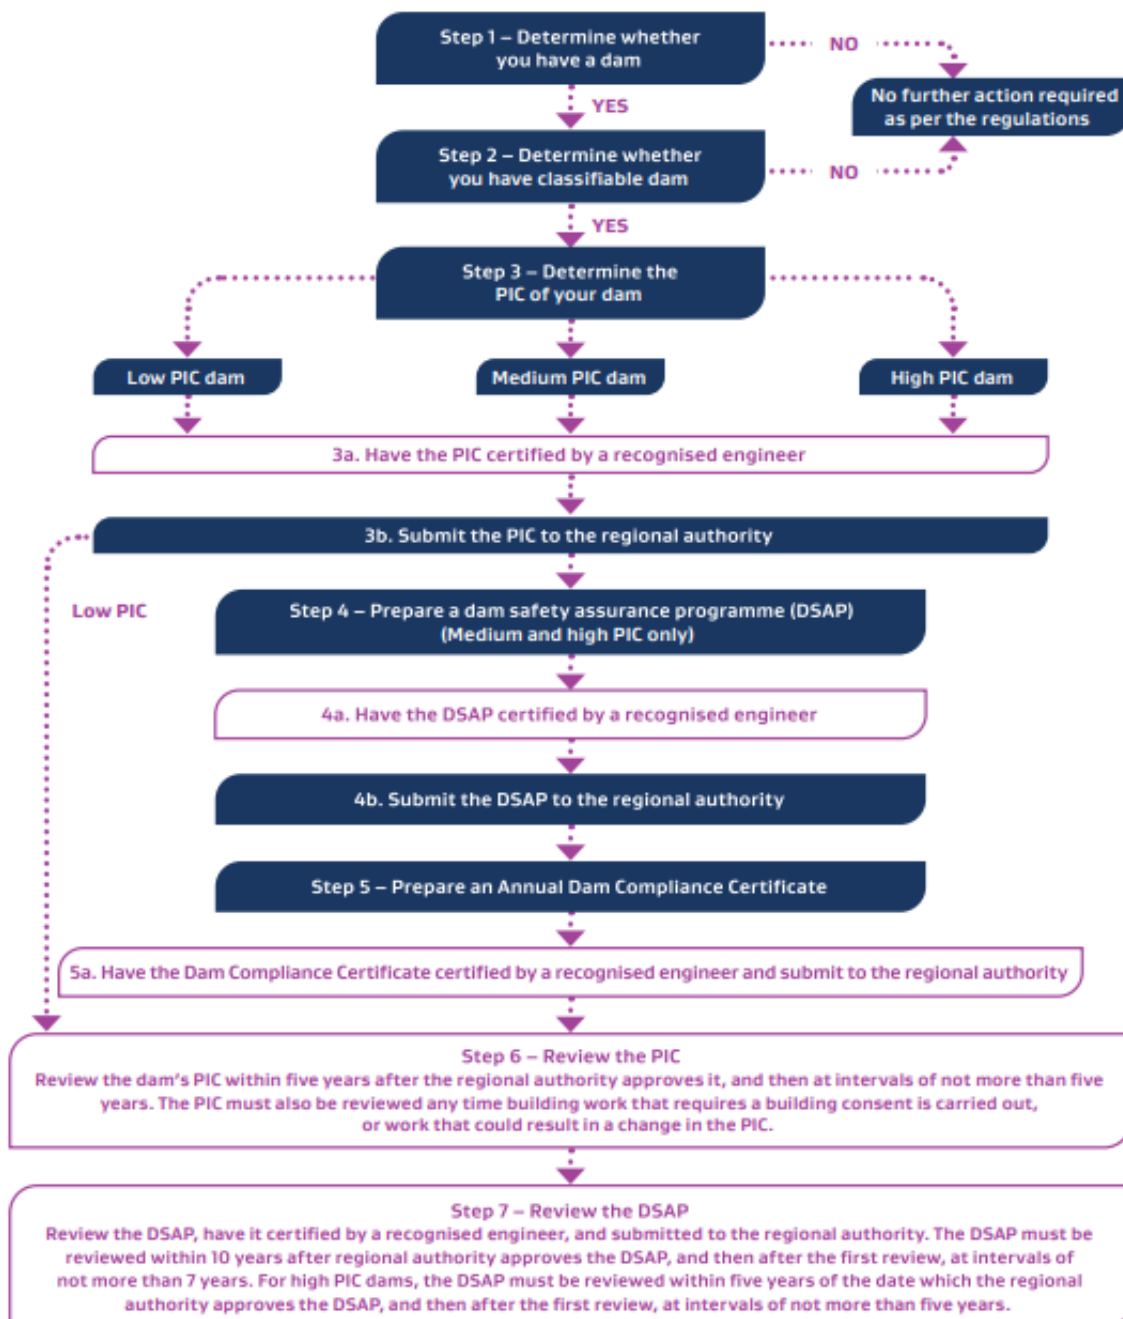 Step 1 – Determine whether
you have a dam
NO
No further action required
as per the regulations
YES
Step 2 – Determine whether
you have classifiable dam
NO
YES
Step 3 – Determine the
PIC of your dam
Low PIC dam
Medium PIC dam
High PIC dam
3a. Have the PIC certified by a recognised engineer
3b. Submit the PIC to the regional authority
Low PIC
Step 4 – Prepare a dam safety assurance programme (DSAP)
(Medium and high PIC only)
4a. Have the DSAP certified by a recognised engineer
4b. Submit the DSAP to the regional authority
Step 5 – Prepare an Annual Dam Compliance Certificate
5a. Have the Dam Compliance Certificate certified by a recognised engineer and submit to the regional authority
Step 6 – Review the PIC
Review the dam's PIC within five years after the regional authority approves it, and then at intervals of not more than five
years. The PIC must also be reviewed any time building work that requires a building consent is carried out,
or work that could result in a change in the PIC.
Step 7 – Review the DSAP
Review the DSAP, have it certified by a recognised engineer, and submitted to the regional authority. The DSAP must be
reviewed within 10 years after regional authority approves the DSAP, and then after the first review, at intervals of
not more than 7 years. For high PIC dams, the DSAP must be reviewed within five years of the date which the regional
authority approves the DSAP, and then after the first review, at intervals of not more than five years.